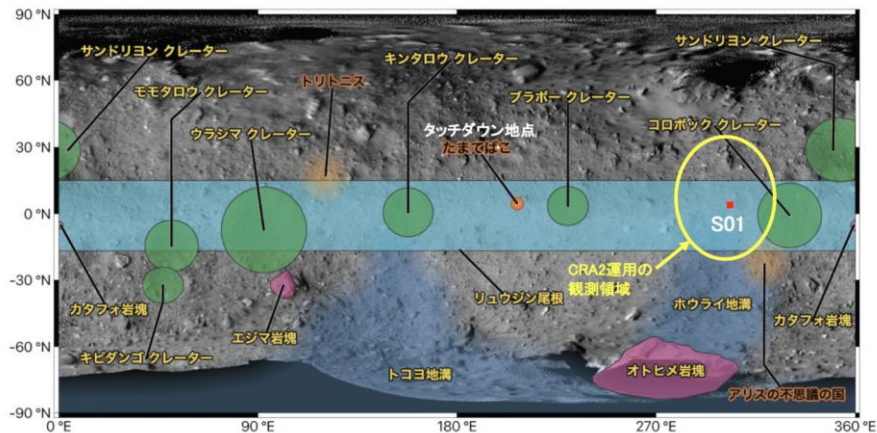 90 °N
60 °N
30 °N
0 °N
-30 °N
-60 °N
-90 °N
0 °E
90 °E
180 °E
270 °E
360 °E
サンドリヨン クレーター
モモタロウ クレーター
ウラシマ クレーター
トリトニス
キンタロウ クレーター
タッチダウン地点
たまてばこ
ブラボー クレーター
サンドリヨン クレーター
コロボック クレーター
S01
CRA2運用の
観測領域
カタフォ岩塊
キビダンゴ クレーター
エジマ岩塊
リュウジン尾根
トコヨ地溝
ホウライ地溝
カタフォ岩塊
オトヒメ岩塊
アリスの不思議の国